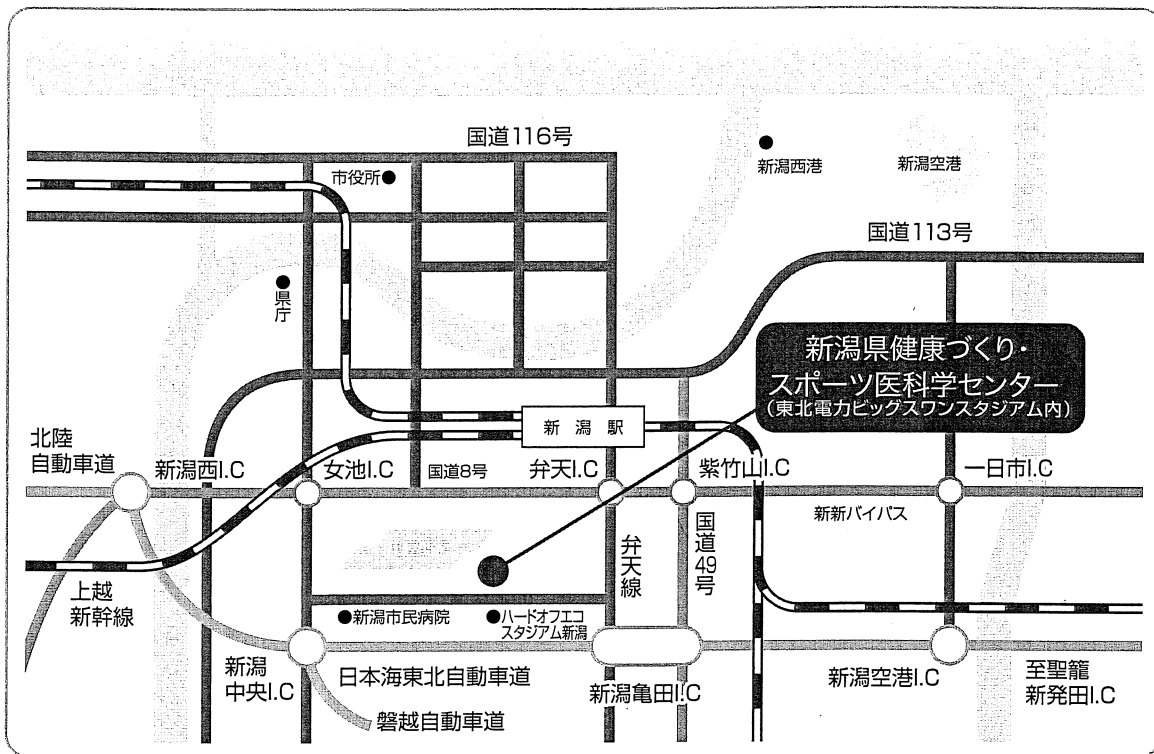 国道116号
市役所
新潟西港
新潟空港
国道113号
県庁
新潟県健康づくり・
スポーツ医科学センター
(東北電力ビッグスワンスタジアム内)
新潟駅
北陸
自動車道
新潟西I.C
女池I.C
国道8号
弁天I.C
紫竹山I.C
一日市I.C
新新バイパス
国道49号
弁天線
上越
新幹線
新潟市民病院
ハードオフエコ
スタジアム新潟
新潟
中央I.C
日本海東北自動車道
新潟亀田I.C
新潟空港I.C
至聖籠
新発田I.C
磐越自動車道